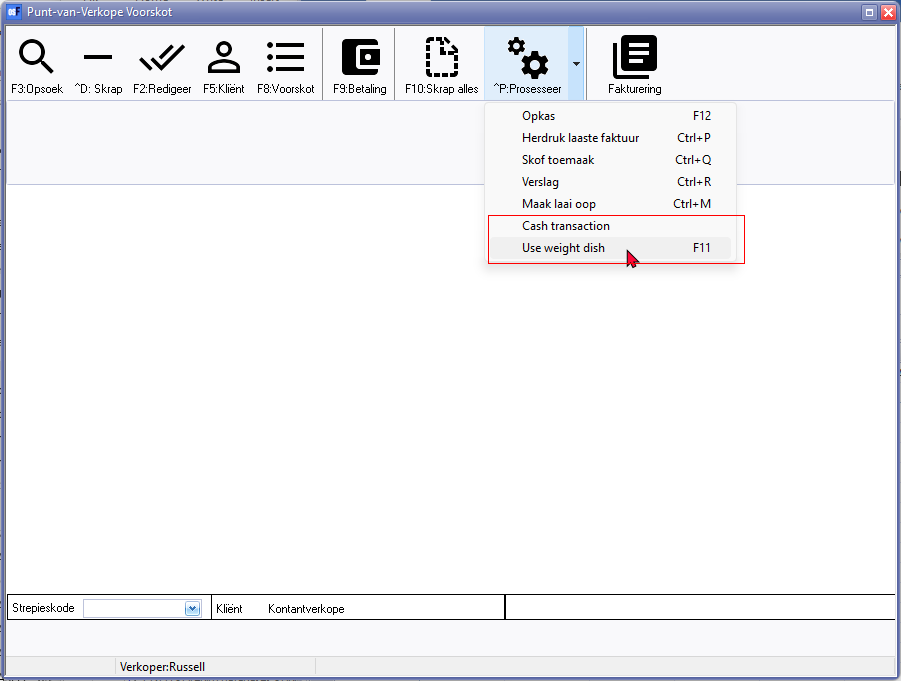 Punt-van-Verkope Voorskot
F3:Opsoek ^D: Skrap F2:Redigeer F5:Kliënt F8:Voorskot F9:Betaling F10:Skrap alles ^P:Prosesseer Fakturering
Opkas F12
Herdruk laaste faktuur Ctrl+P
Skof toemaak Ctrl+Q
Verslag Ctrl+R
Maak laai oop Ctrl+M
Cash transaction
Use weight dish F11
Strepieskode Kliënt Kontantverkope
Verkoper:Russell